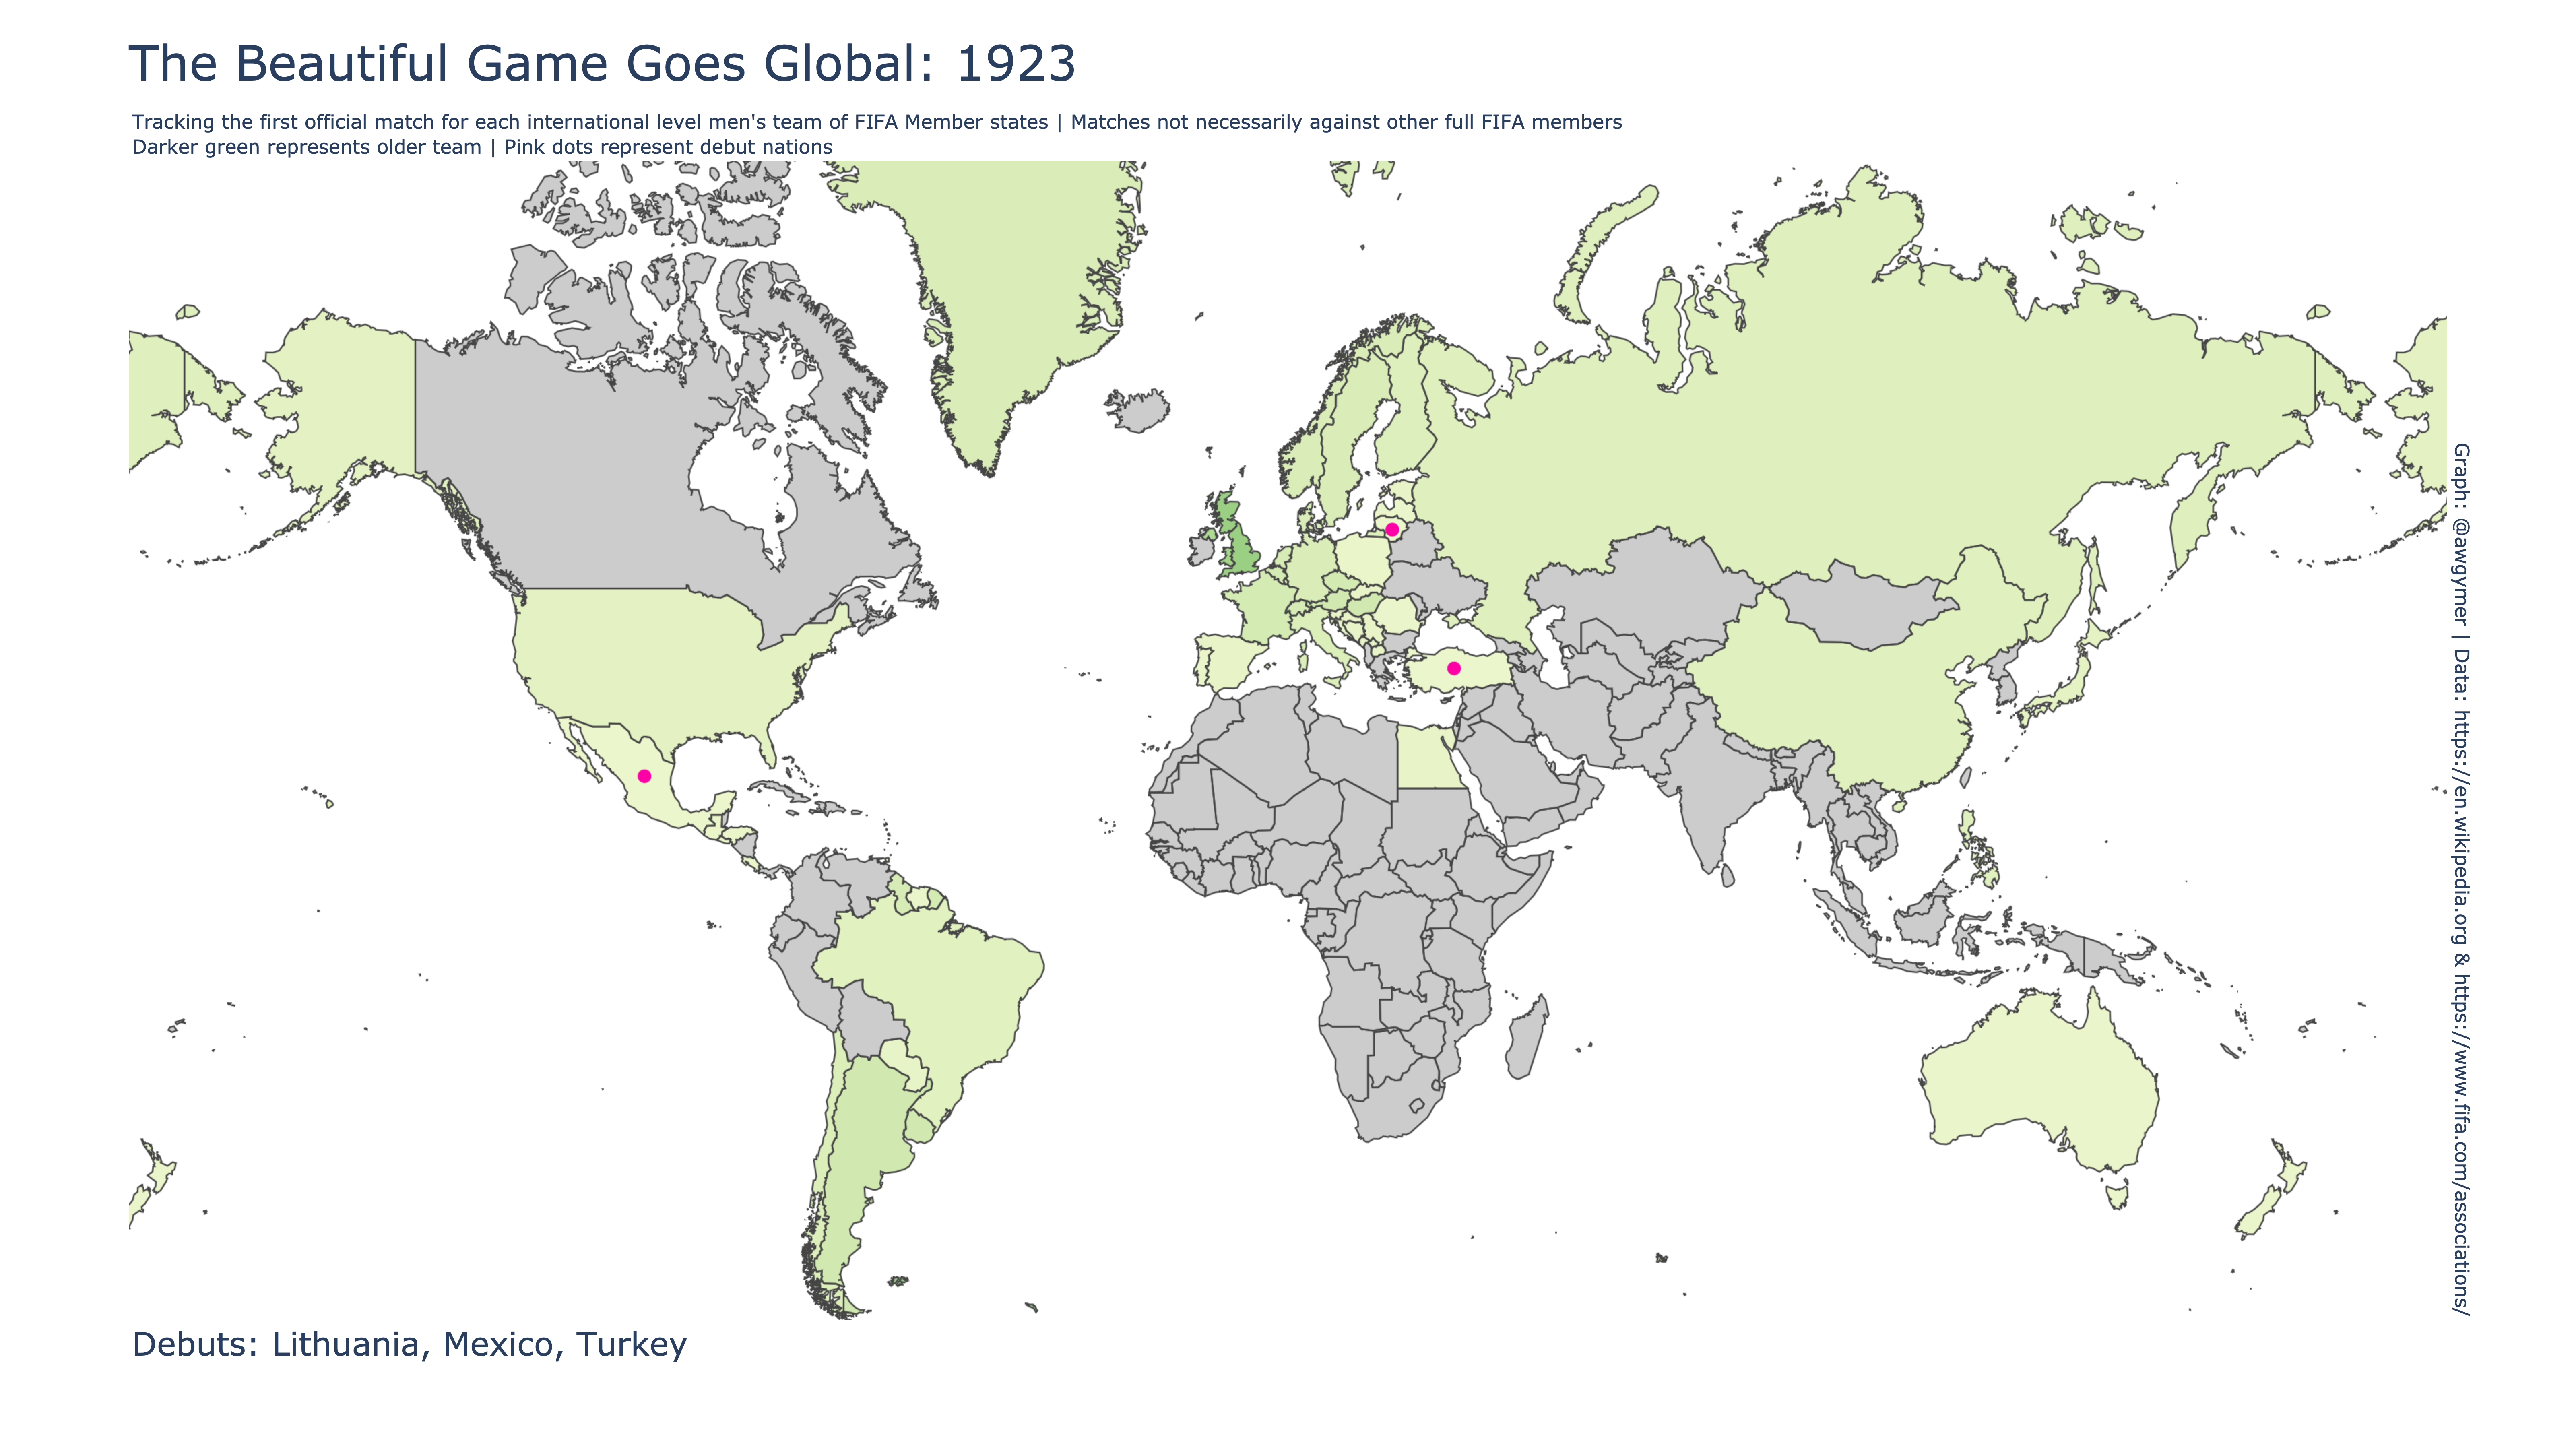 The Beautiful Game Goes Global: 1923
Tracking the first official match for each international level men's team of FIFA Member states | Matches not necessarily against other full FIFA members
Darker green represents older team | Pink dots represent debut nations
Graph: @awgymer | Data: https://en.wikipedia.org & https://www.fifa.com/associations/
Debuts: Lithuania, Mexico, Turkey